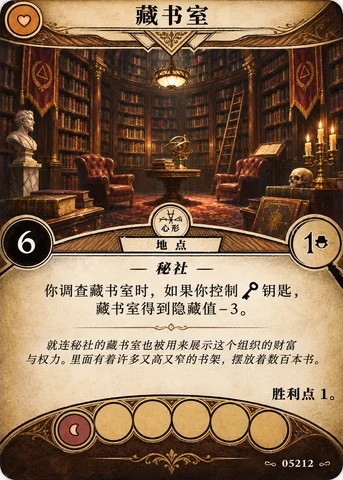 藏书室
心形
地点
6
1
— 秘社 —
你调查藏书室时，如果你控制 钥匙，
藏书室得到隐藏值–3。
就连秘社的藏书室也被用来展示这个组织的财富
与权力。里面有着许多又高又窄的书架，摆放着数百本书。
胜利点 1。
05212